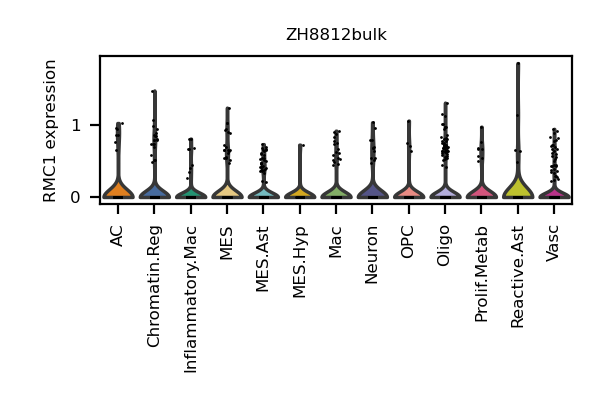 ZH8812bulk
RMC1 expression
1
0
AC
Chromatin.Reg
Inflammatory.Mac
MES
MES.Ast
MES.Hyp
Mac
Neuron
OPC
Oligo
Prolif.Metab
Reactive.Ast
Vasc